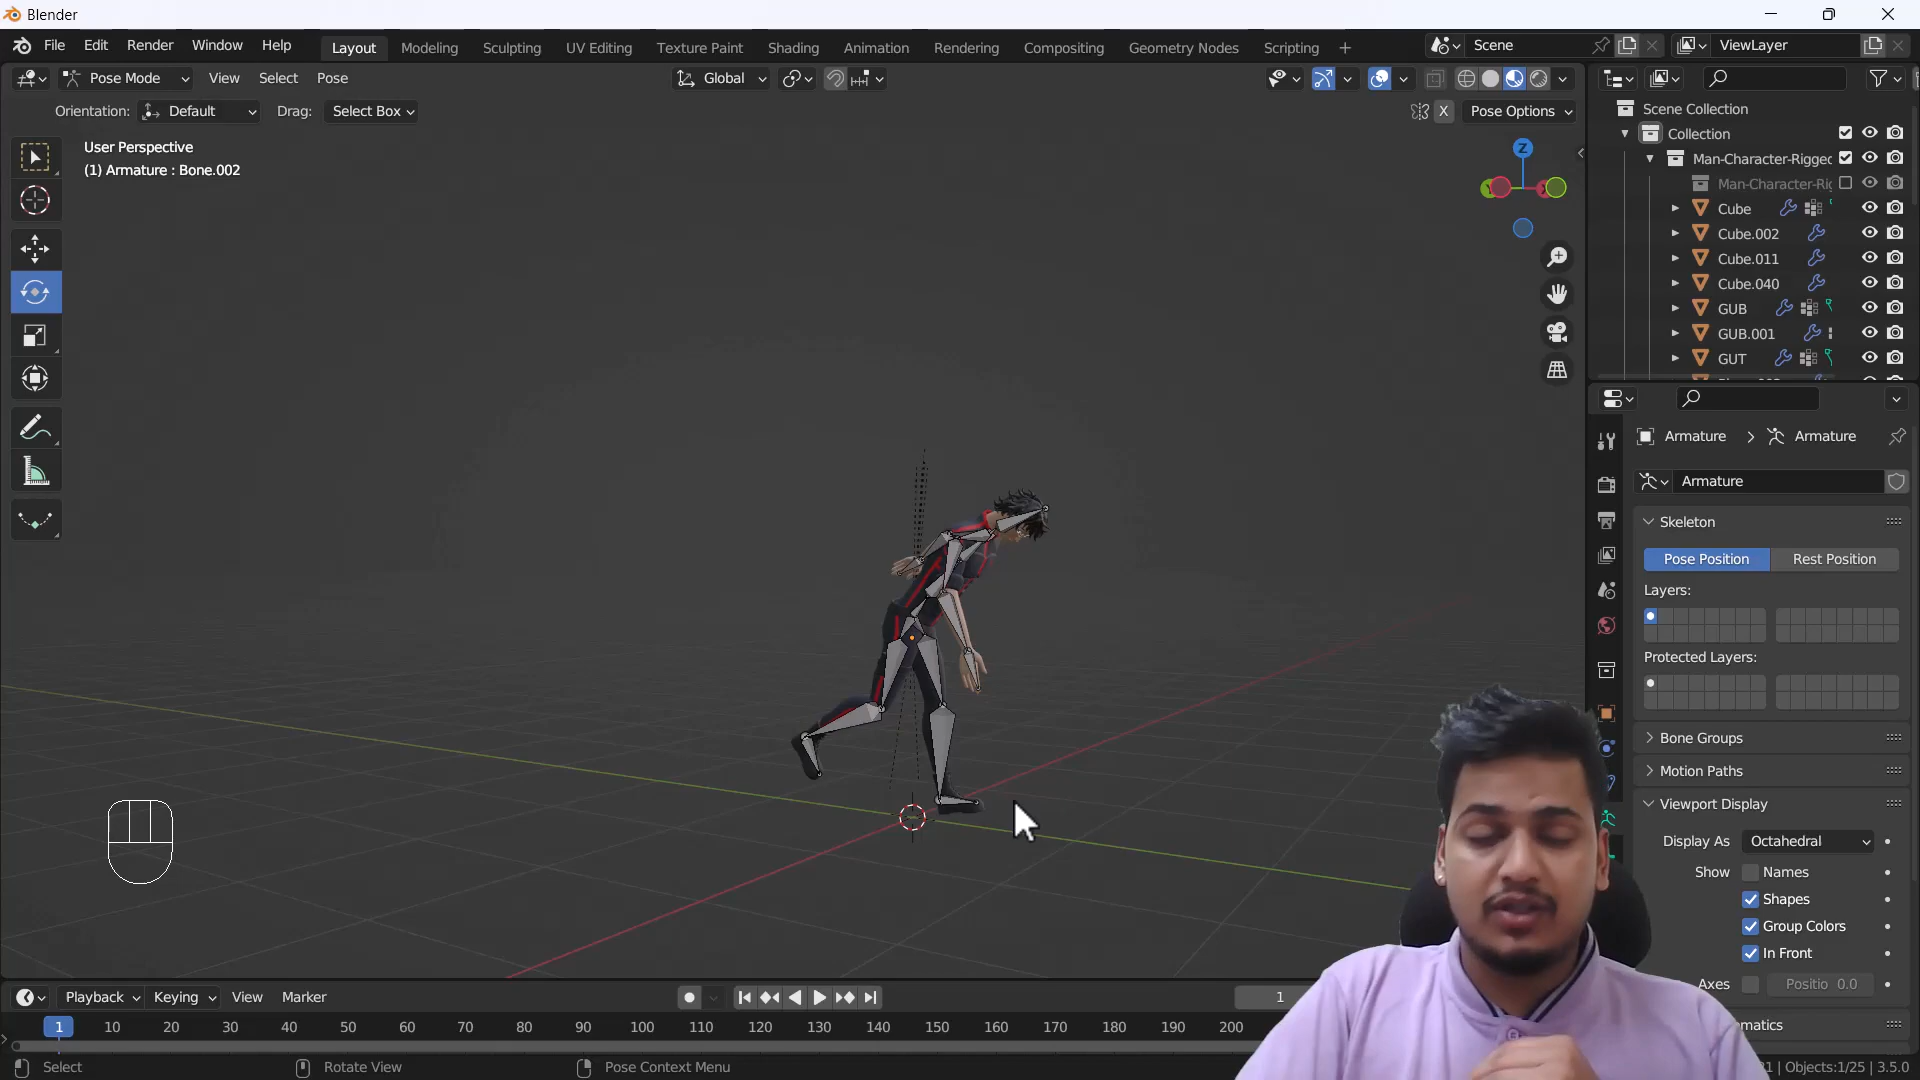 Blender
File Edit Render Window Help Layout Modeling Sculpting UV Editing Texture Paint Shading Animation Rendering Compositing Geometry Nodes Scripting + Scene ViewLayer
Pose Mode View Select Pose Global
Orientation: Default Drag: Select Box X Pose Options
User Perspective
(1) Armature : Bone.002
Z
Scene Collection
Collection
Man-Character-Rigged
Man-Character-Rig
Cube
Cube.002
Cube.011
Cube.040
GUB
GUB.001
GUT
Armature > Armature
Armature
Skeleton
Pose Position Rest Position
Layers:
Protected Layers:
Bone Groups
Motion Paths
Viewport Display
Display As Octahedral
Show Names
Shapes
Group Colors
In Front
Axes Positio 0.0
matics
Playback Keying View Marker 1
1 10 20 30 40 50 60 70 80 90 100 110 120 130 140 150 160 170 180 190 200
Select Rotate View Pose Context Menu 21 | Objects:1/25 | 3.5.0